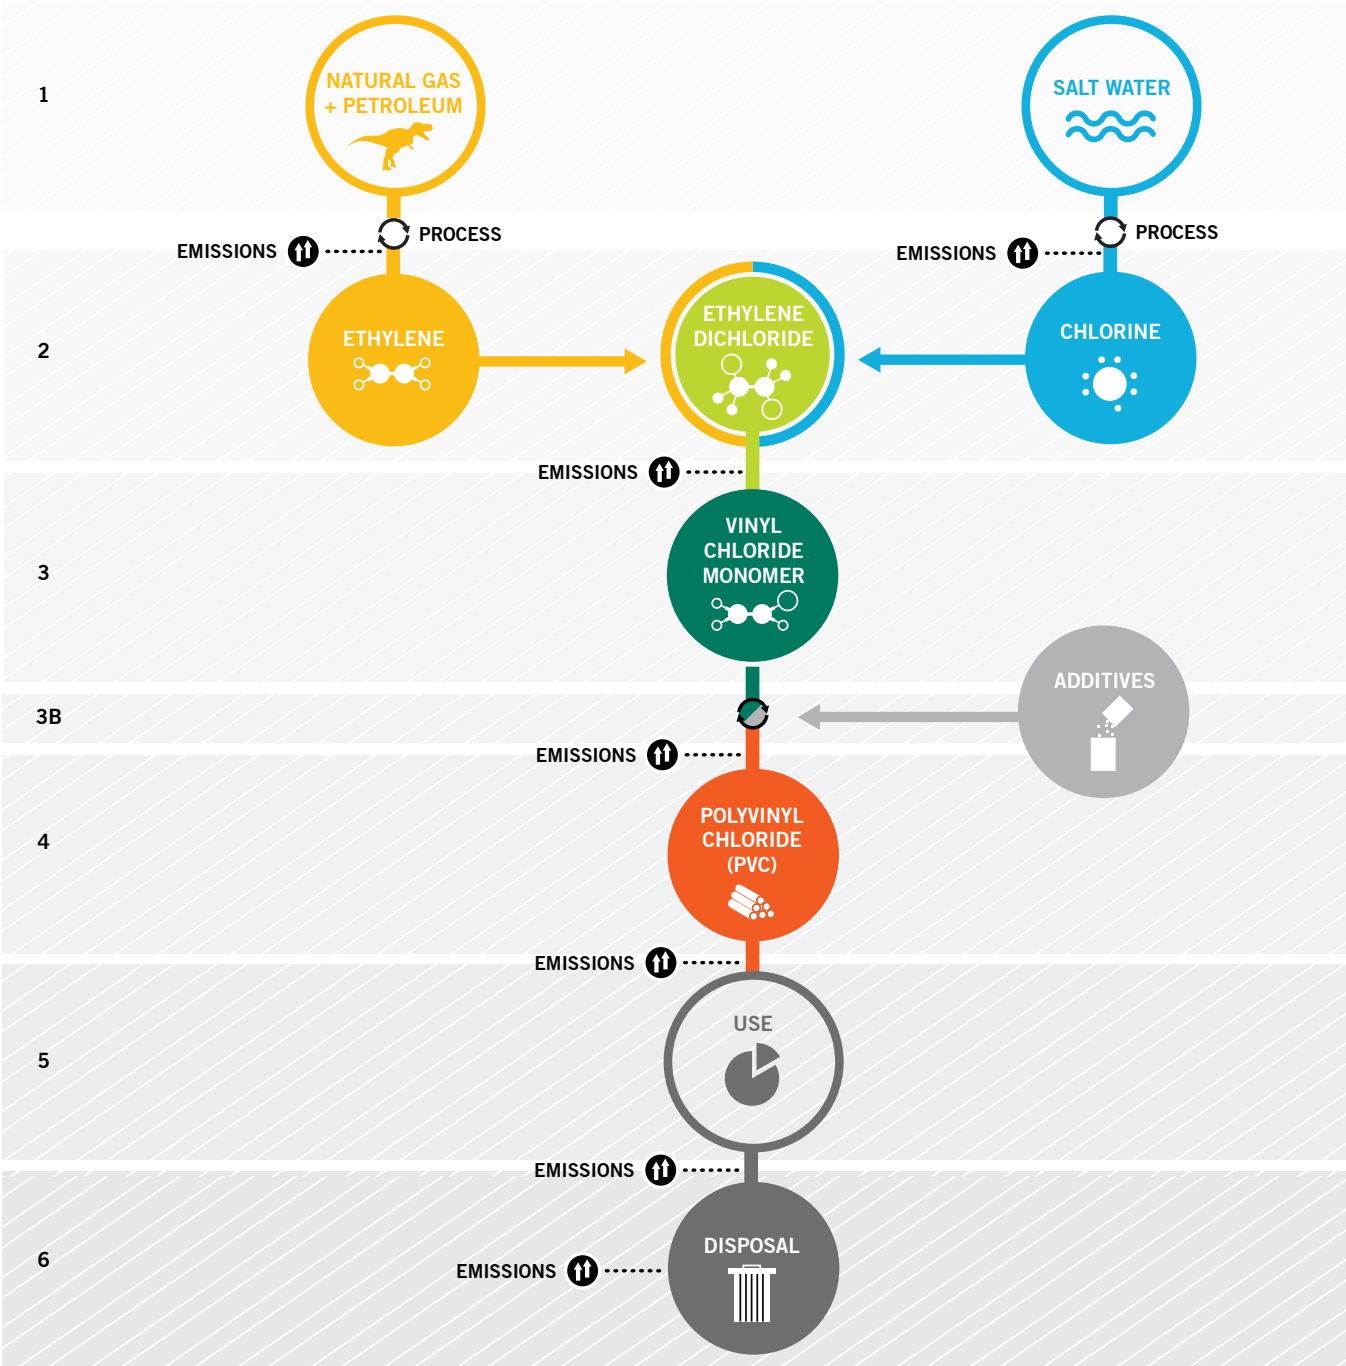 1
NATURAL GAS
+ PETROLEUM
SALT WATER
PROCESS
EMISSIONS
PROCESS
EMISSIONS
2
ETHYLENE
ETHYLENE
DICHLORIDE
CHLORINE
EMISSIONS
3
VINYL
CHLORIDE
MONOMER
3B
ADDITIVES
EMISSIONS
4
POLYVINYL
CHLORIDE
(PVC)
EMISSIONS
5
USE
EMISSIONS
6
DISPOSAL
EMISSIONS